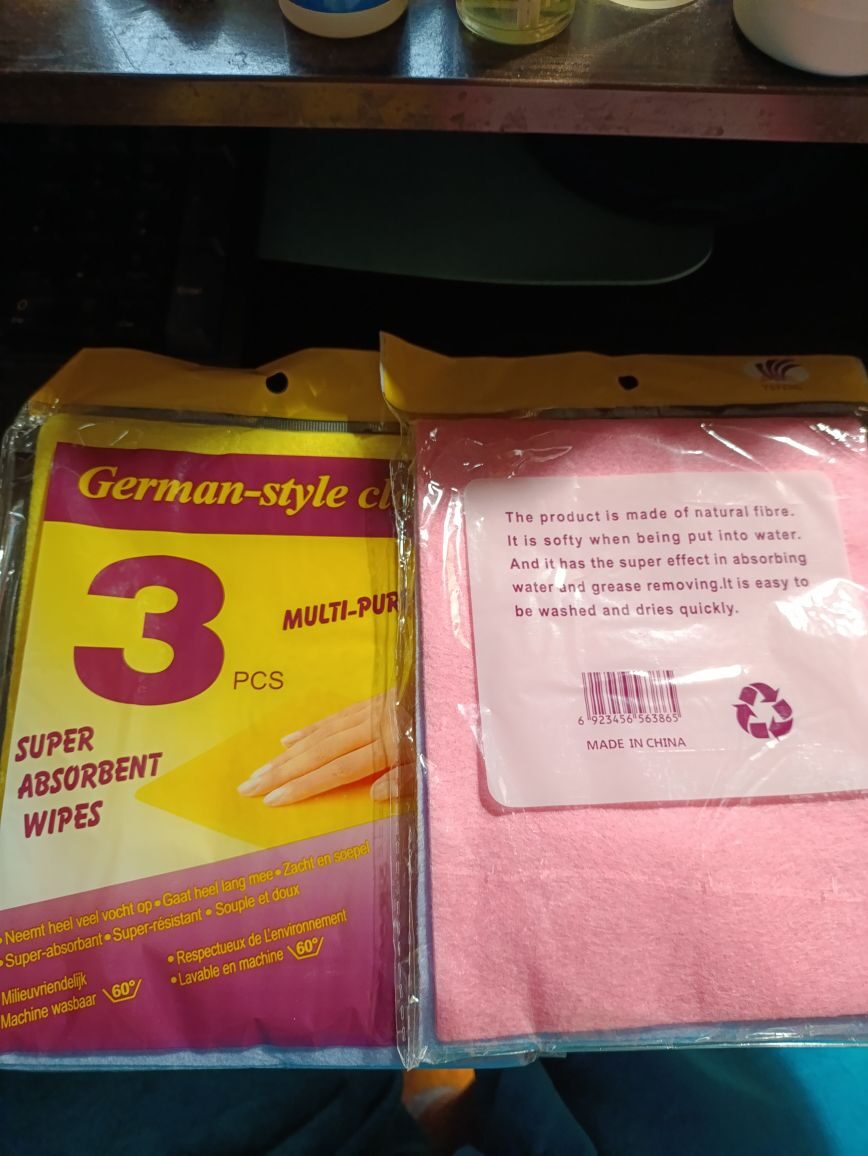 German-style cl
3
PCS
MULTI-PUR
SUPER
ABSORBENT
WIPES
• Neemt heel veel vocht op • Gaat heel lang mee • Zacht en soepel
• Super-absorbant • Super-résistant • Souple et doux
Milieuvriendelijk
Machine wasbaar 60°
• Respectueux de L'environnement
• Lavable en machine 60°
The product is made of natural fibre.
It is softy when being put into water.
And it has the super effect in absorbing
water and grease removing.It is easy to
be washed and dries quickly.
6 923456 563865
MADE IN CHINA